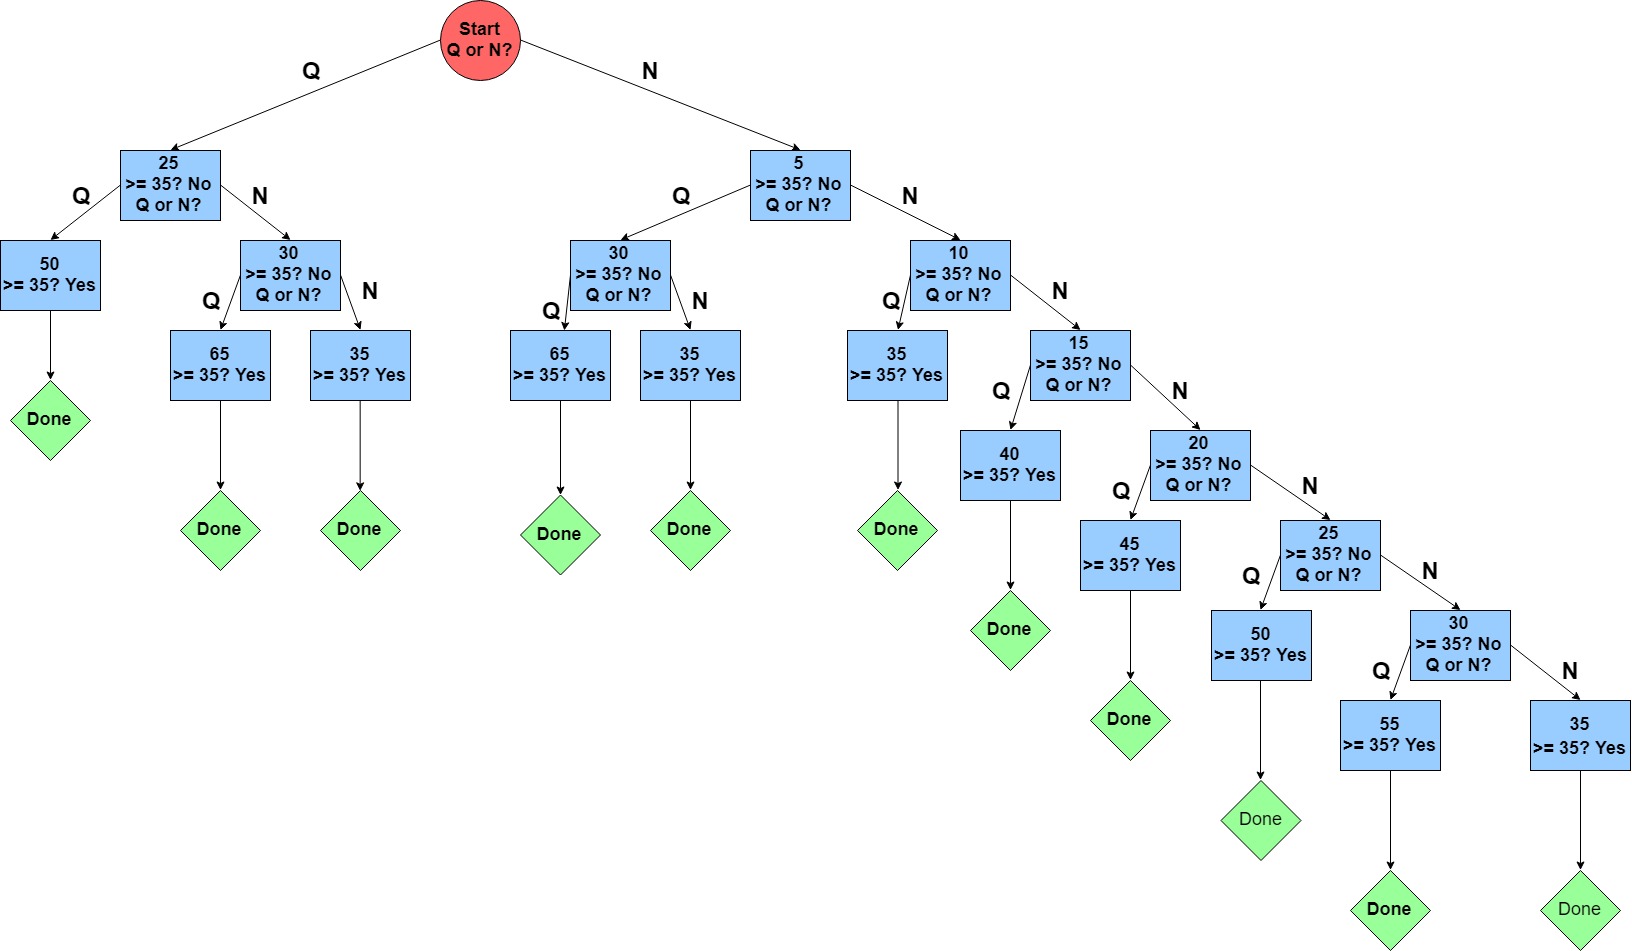 Start
Q or N?
Q
N
25
>= 35? No
Q or N?
5
>= 35? No
Q or N?
Q
N
Q
N
50
>= 35? Yes
30
>= 35? No
Q or N?
30
>= 35? No
Q or N?
10
>= 35? No
Q or N?
Q
N
Q
N
Q
N
65
>= 35? Yes
35
>= 35? Yes
65
>= 35? Yes
35
>= 35? Yes
35
>= 35? Yes
15
>= 35? No
Q or N?
Done
Q
N
40
>= 35? Yes
20
>= 35? No
Q or N?
Q
N
Done
Done
Done
Done
Done
45
>= 35? Yes
25
>= 35? No
Q or N?
Q
N
Done
50
>= 35? Yes
30
>= 35? No
Q or N?
Q
N
Done
55
>= 35? Yes
35
>= 35? Yes
Done
Done
Done